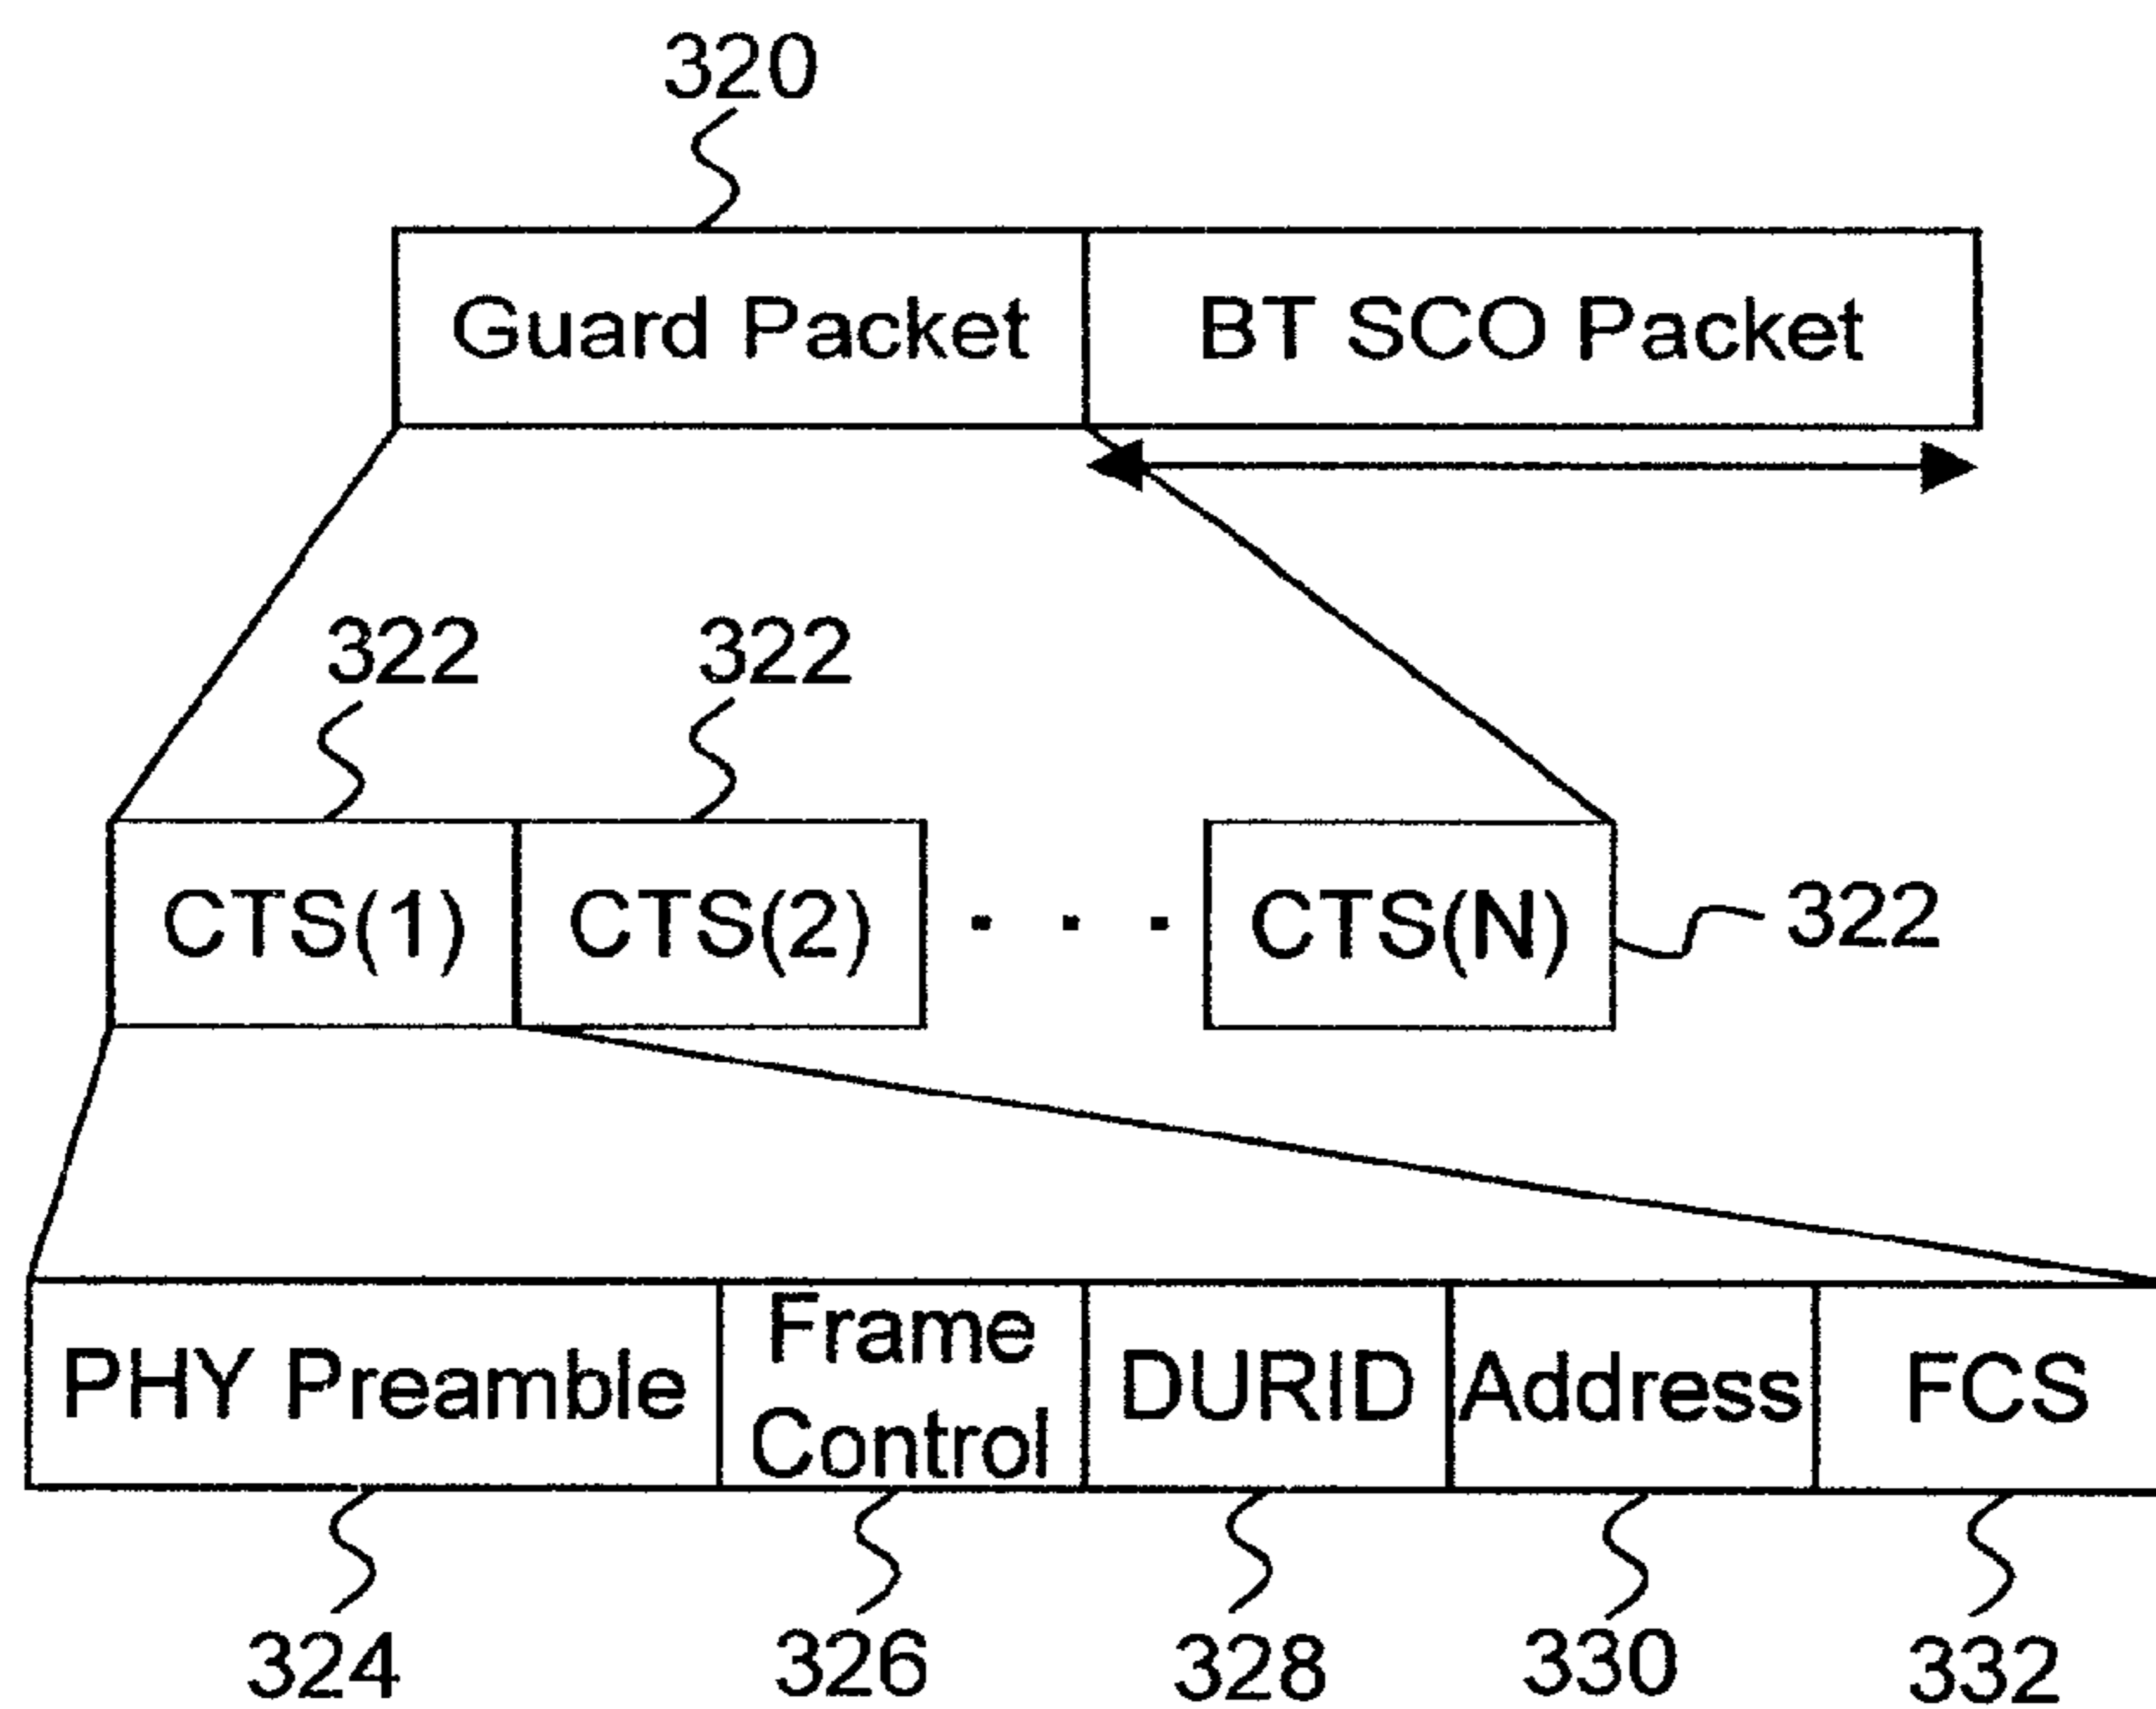 320
Guard Packet BT SCO Packet
322 322
CTS(1) CTS(2) . . . CTS(N) 322
PHY Preamble Frame Control DURID Address FCS
324 326 328 330 332